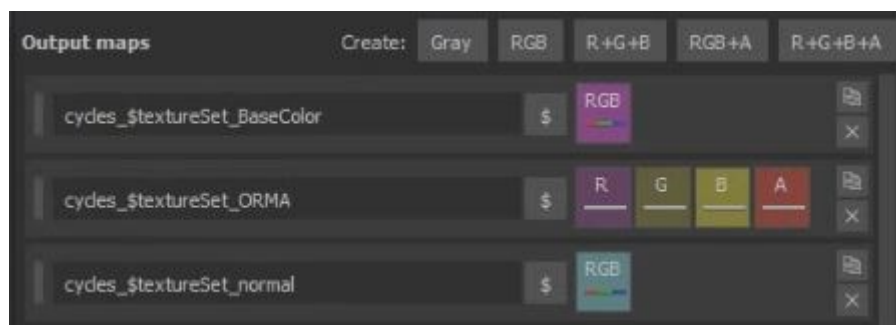 Output maps Create: Gray RGB R+G+B RGB+A R+G+B+A
cycles_$textureSet_BaseColor $ RGB
cycles_$textureSet_ORMA $ R G B A
cycles_$textureSet_normal $ RGB